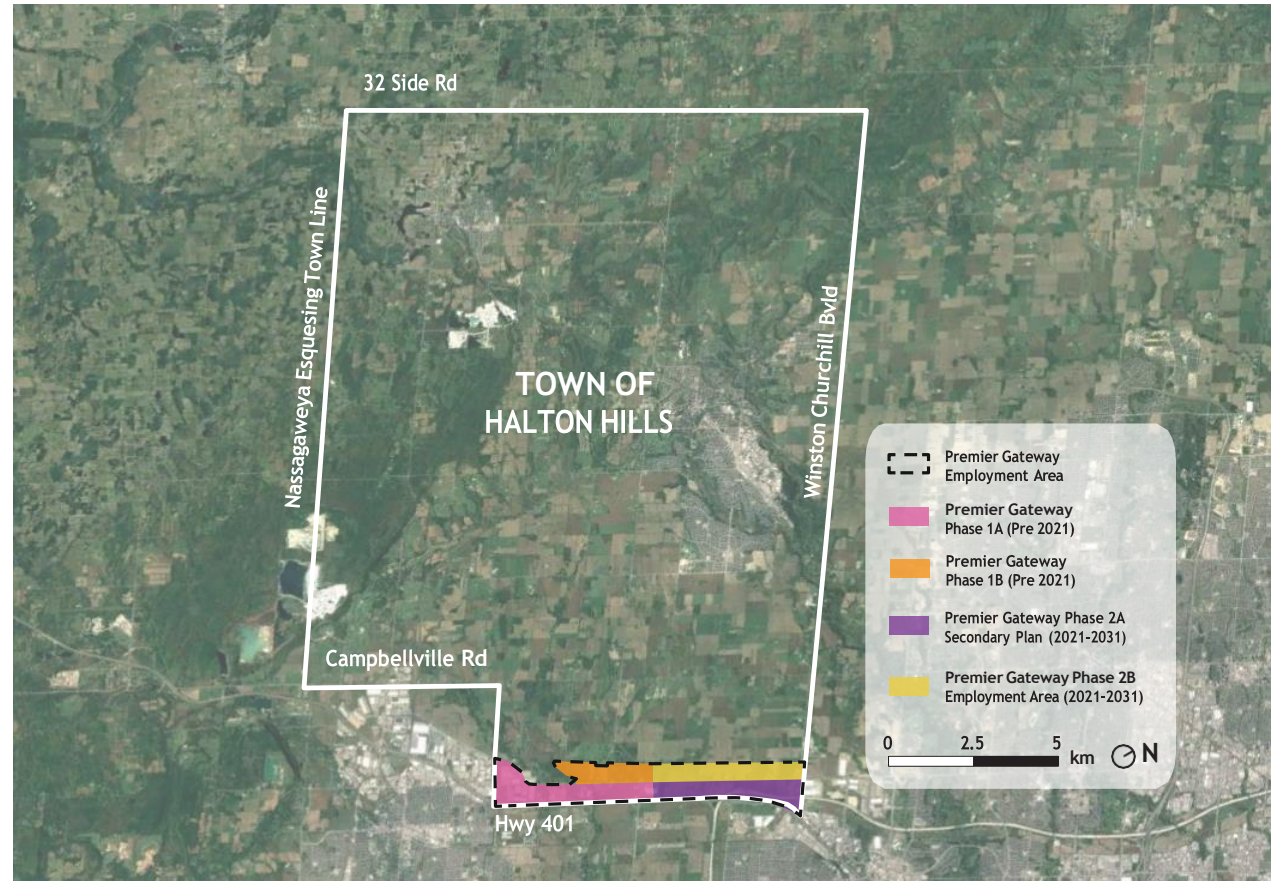 32 Side Rd
Nassagaweya Esquesing Town Line
Winston Churchill Bvld
TOWN OF
HALTON HILLS
Campbellville Rd
Hwy 401
Premier Gateway
Employment Area
Premier Gateway
Phase 1A (Pre 2021)
Premier Gateway
Phase 1B (Pre 2021)
Premier Gateway Phase 2A
Secondary Plan (2021-2031)
Premier Gateway Phase 2B
Employment Area (2021-2031)
0 2.5 5
km N